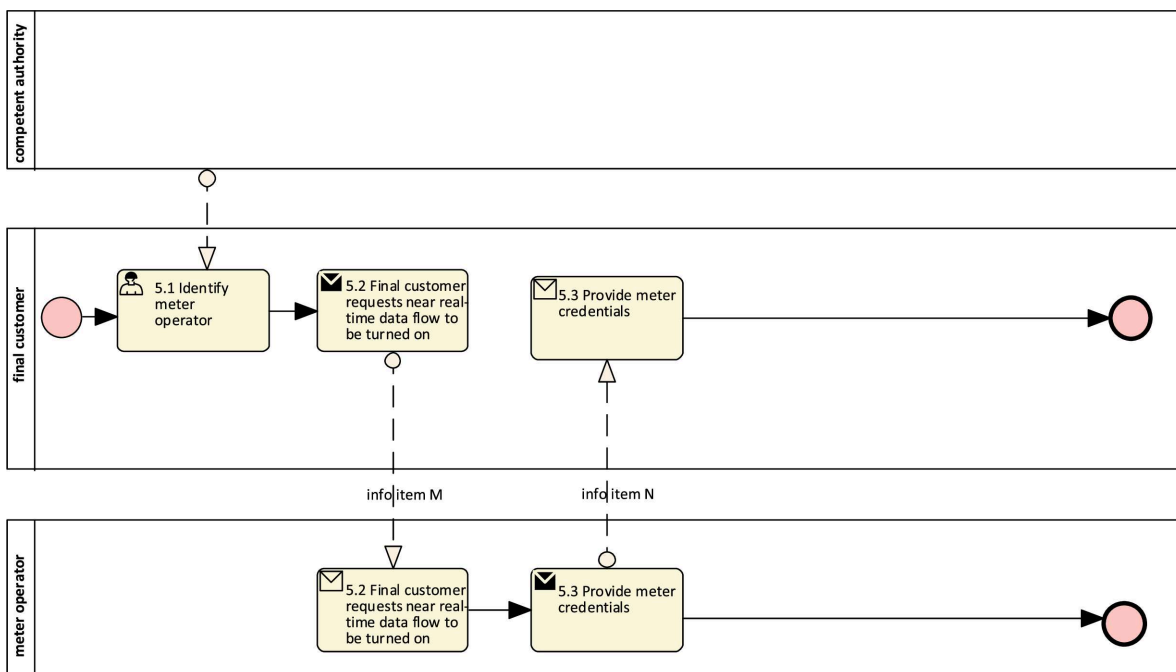 competent authority
final customer
5.1 Identify
meter
operator
5.2 Final customer
requests near real-
time data flow to
be turned on
5.3 Provide meter
credentials
info item M
info item N
meter operator
5.2 Final customer
requests near real-
time data flow to
be turned on
5.3 Provide meter
credentials